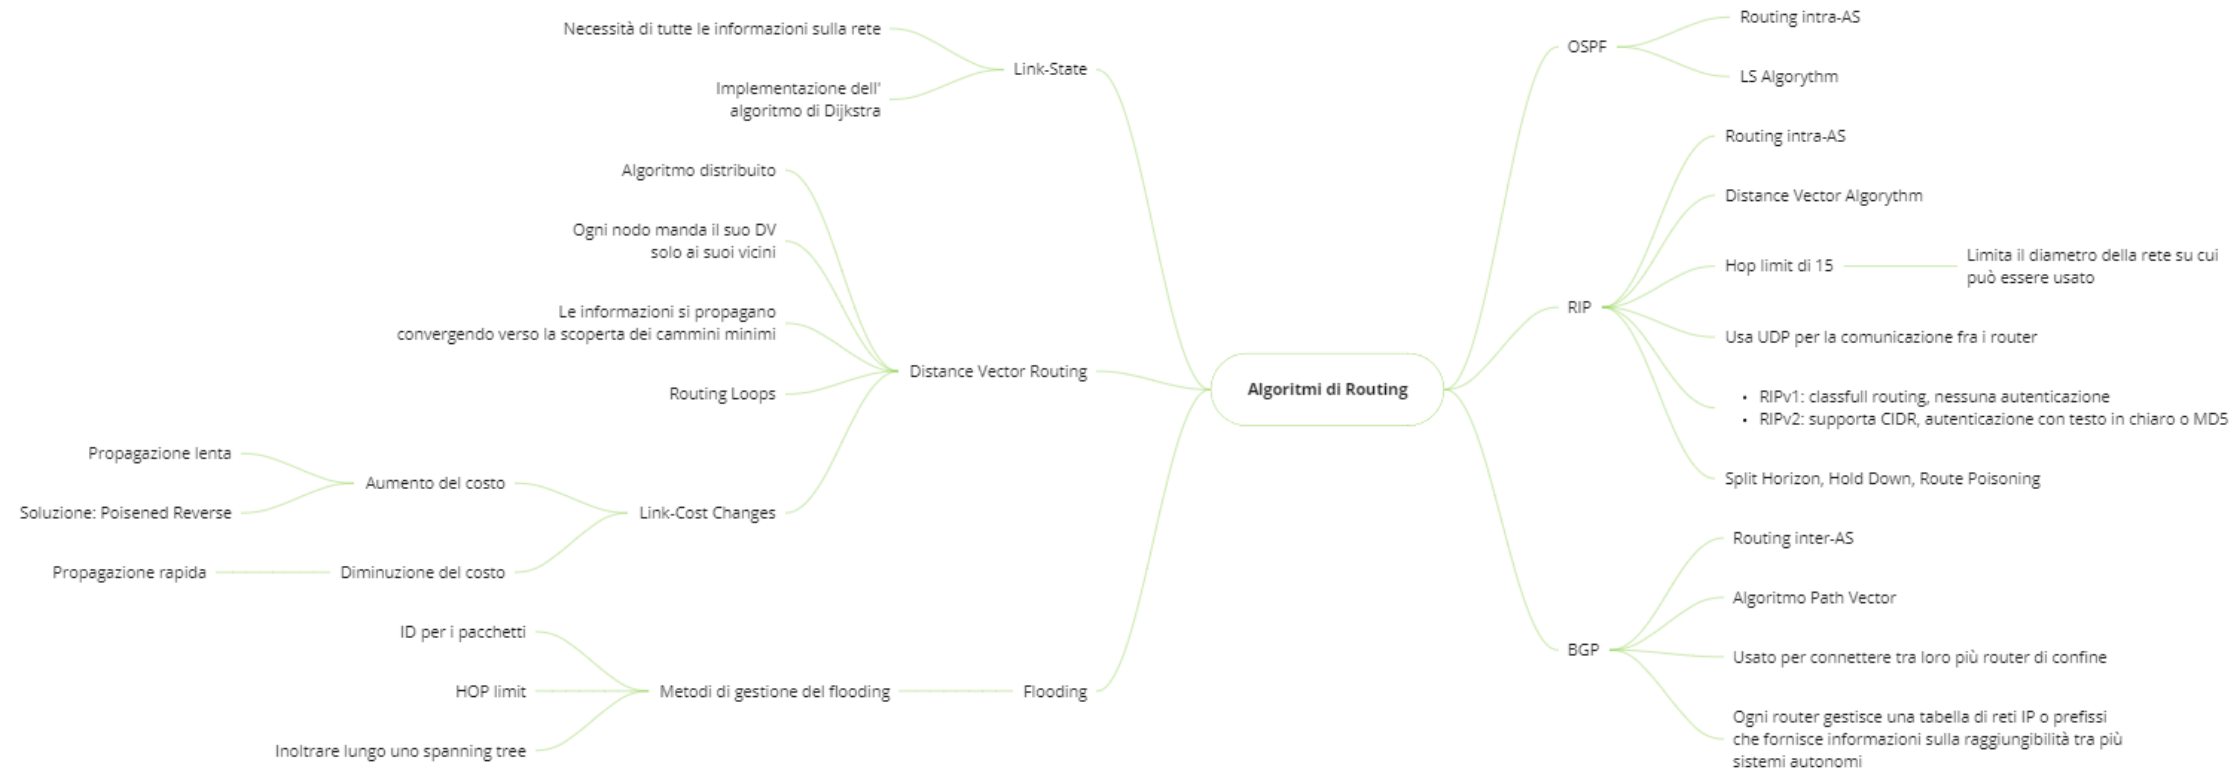 Algoritmi di Routing
Link-State
Necessità di tutte le informazioni sulla rete
Implementazione dell'
algoritmo di Dijkstra
Distance Vector Routing
Algoritmo distribuito
Ogni nodo manda il suo DV
solo ai suoi vicini
Le informazioni si propagano
convergendo verso la scoperta dei cammini minimi
Routing Loops
Link-Cost Changes
Aumento del costo
Propagazione lenta
Soluzione: Poisened Reverse
Diminuzione del costo
Propagazione rapida
Flooding
Metodi di gestione del flooding
ID per i pacchetti
HOP limit
Inoltrare lungo uno spanning tree
OSPF
Routing intra-AS
LS Algorythm
RIP
Routing intra-AS
Distance Vector Algorythm
Hop limit di 15
Limita il diametro della rete su cui
può essere usato
Usa UDP per la comunicazione fra i router
• RIPv1: classfull routing, nessuna autenticazione
• RIPv2: supporta CIDR, autenticazione con testo in chiaro o MD5
Split Horizon, Hold Down, Route Poisoning
BGP
Routing inter-AS
Algoritmo Path Vector
Usato per connettere tra loro più router di confine
Ogni router gestisce una tabella di reti IP o prefissi
che fornisce informazioni sulla raggiungibilità tra più
sistemi autonomi